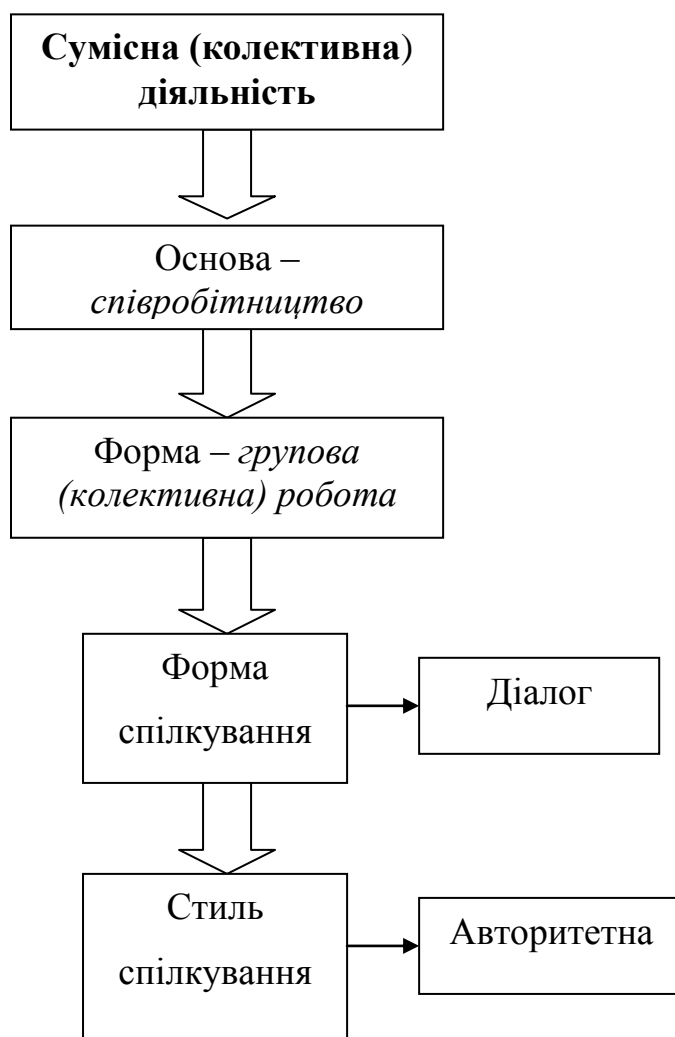 Сумісна (колективна)
діяльність
Основа –
співробітництво
Форма – групова
(колективна) робота
Форма
спілкування
Діалог
Стиль
спілкування
Авторитетна